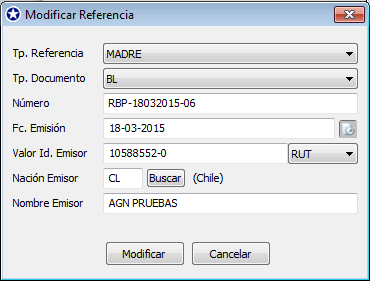 Modificar Referencia
Tp. Referencia MADRE
Tp. Documento BL
Número RBP-18032015-06
Fc. Emisión 18-03-2015
Valor Id. Emisor 10588552-0 RUT
Nación Emisor CL Buscar (Chile)
Nombre Emisor AGN PRUEBAS
Modificar Cancelar